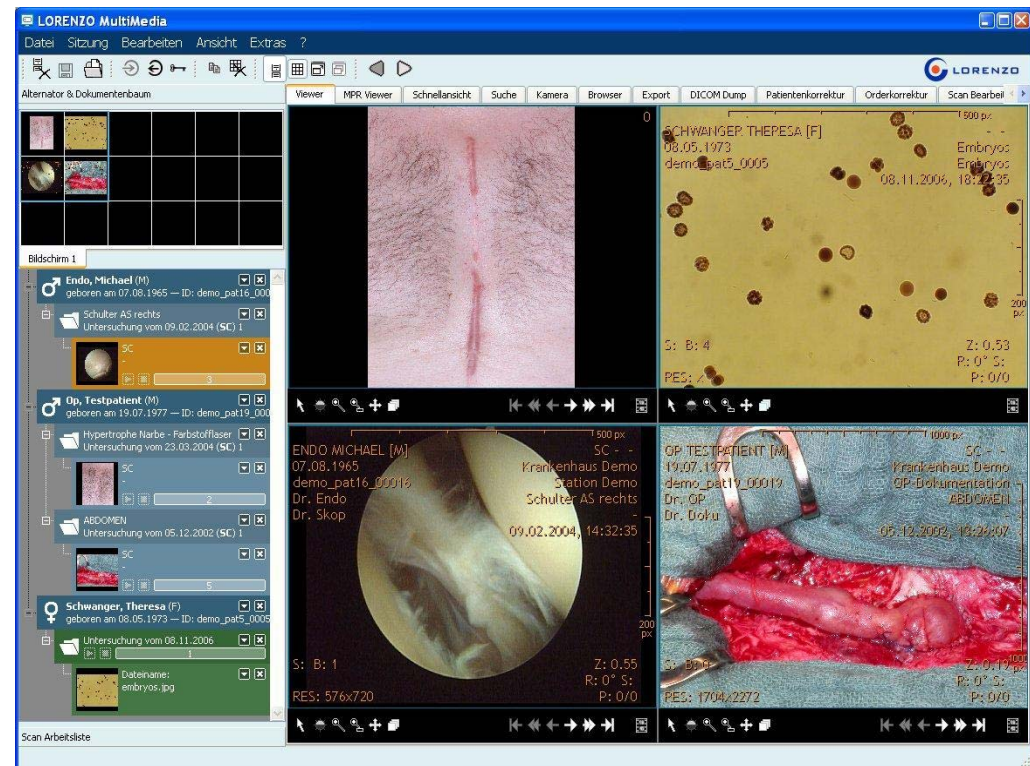 LORENZO MultiMedia
Datei Sitzung Bearbeiten Ansicht Extras ?
LORENZO
Alternator & Dokumentenbaum
Viewer MPR Viewer Schnellansicht Suche Kamera Browser Export DICOM Dump Patientenkorrektur Orderkorrektur Scan Bearbeit
Bildschirm 1
Endo, Michael (M)
geboren am 07.08.1965 — ID: demo_pat16_000
Schulter AS rechts
Untersuchung vom 09.02.2004 (SC) 1
SC
-
3
Op, Testpatient (M)
geboren am 19.07.1977 — ID: demo_pat19_000
Hypertrophe Narbe - Farbstofflaser
Untersuchung vom 23.03.2004 (SC) 1
SC
-
2
ABDOMEN
Untersuchung vom 05.12.2002 (SC) 1
SC
-
5
Schwanger, Theresa (F)
geboren am 08.05.1973 — ID: demo_pat5_0005
Untersuchung vom 08.11.2006
1
Dateiname:
embryos.jpg
Scan Arbeitsliste
0
500 px
SCHWANGER THERESA [F] - -
08.05.1973 Embryos
demo_pat5_0005 Embryos
08.11.2006, 18:27:35
200
px
S: B: 4 Z: 0.53
R: 0° S:
RES: x P: 0/0
500 px
ENDO MICHAEL [M] SC - -
07.08.1965 Krankenhaus Demo
demo_pat16_00016 Station Demo
Dr. Endo Schulter AS rechts
Dr. Skop -
09.02.2004, 14:32:35
200
px
S: B: 1 Z: 0.55
R: 0° S:
RES: 576x720 P: 0/0
1000 px
OP TESTPATIENT [M] SC - -
19.07.1977 Krankenhaus Demo
demo_pat19_00019 OP-Dokumentation
Dr. OP ABDOMEN
Dr. Doku -
05.12.2002,
1000
px
S: Z: 0.19
R: 0° S:
RES: 1704x2272 P: 0/0